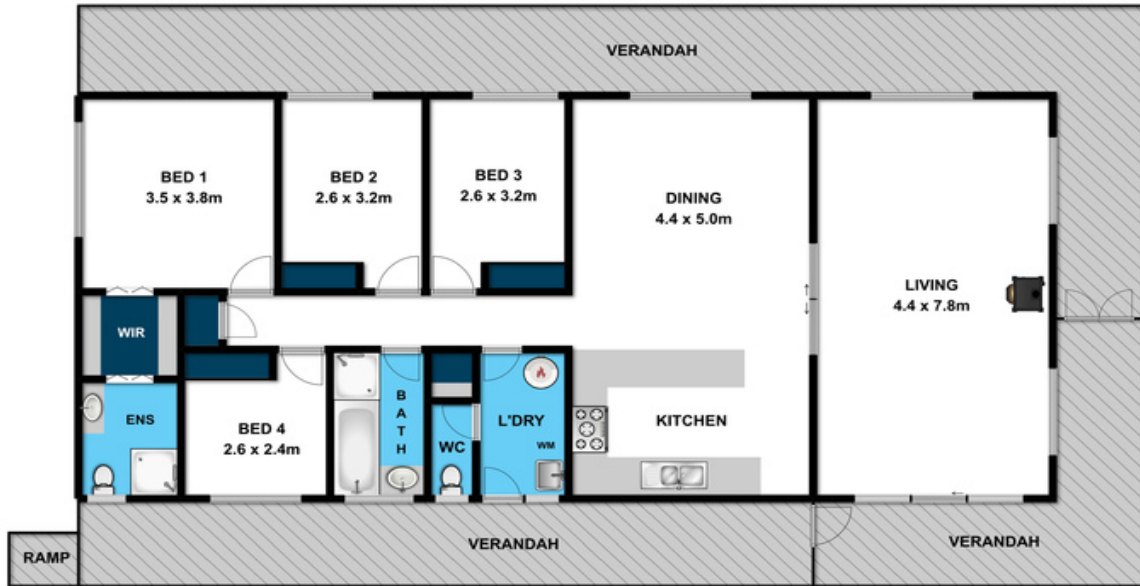 VERANDAH
BED 1
3.5 x 3.8m
BED 2
2.6 x 3.2m
BED 3
2.6 x 3.2m
DINING
4.4 x 5.0m
LIVING
4.4 x 7.8m
WIR
ENS
BED 4
2.6 x 2.4m
BATH
WC
L'DRY
WM
KITCHEN
RAMP
VERANDAH
VERANDAH